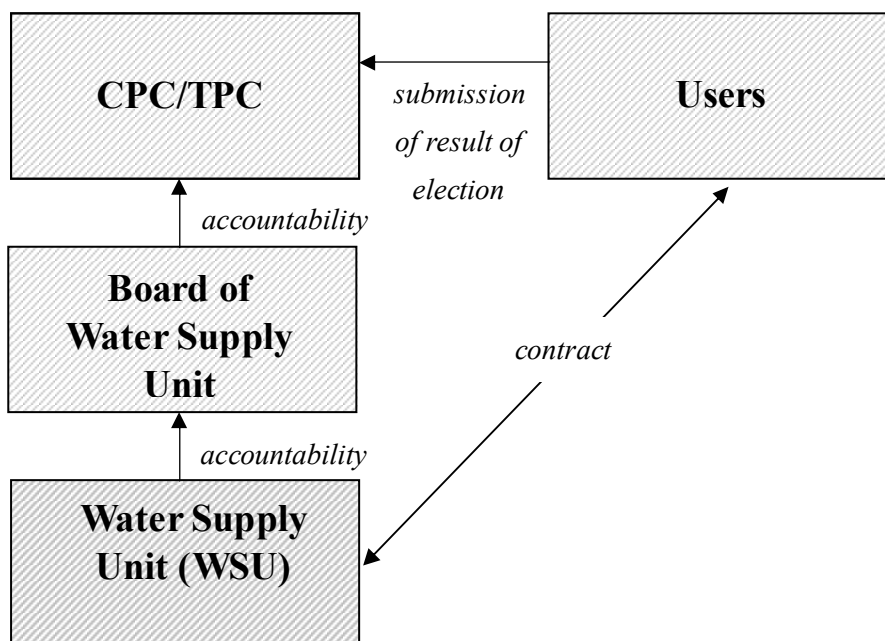 CPC/TPC
submission
of result of
election
Users
accountability
Board of
Water Supply
Unit
contract
accountability
Water Supply
Unit (WSU)